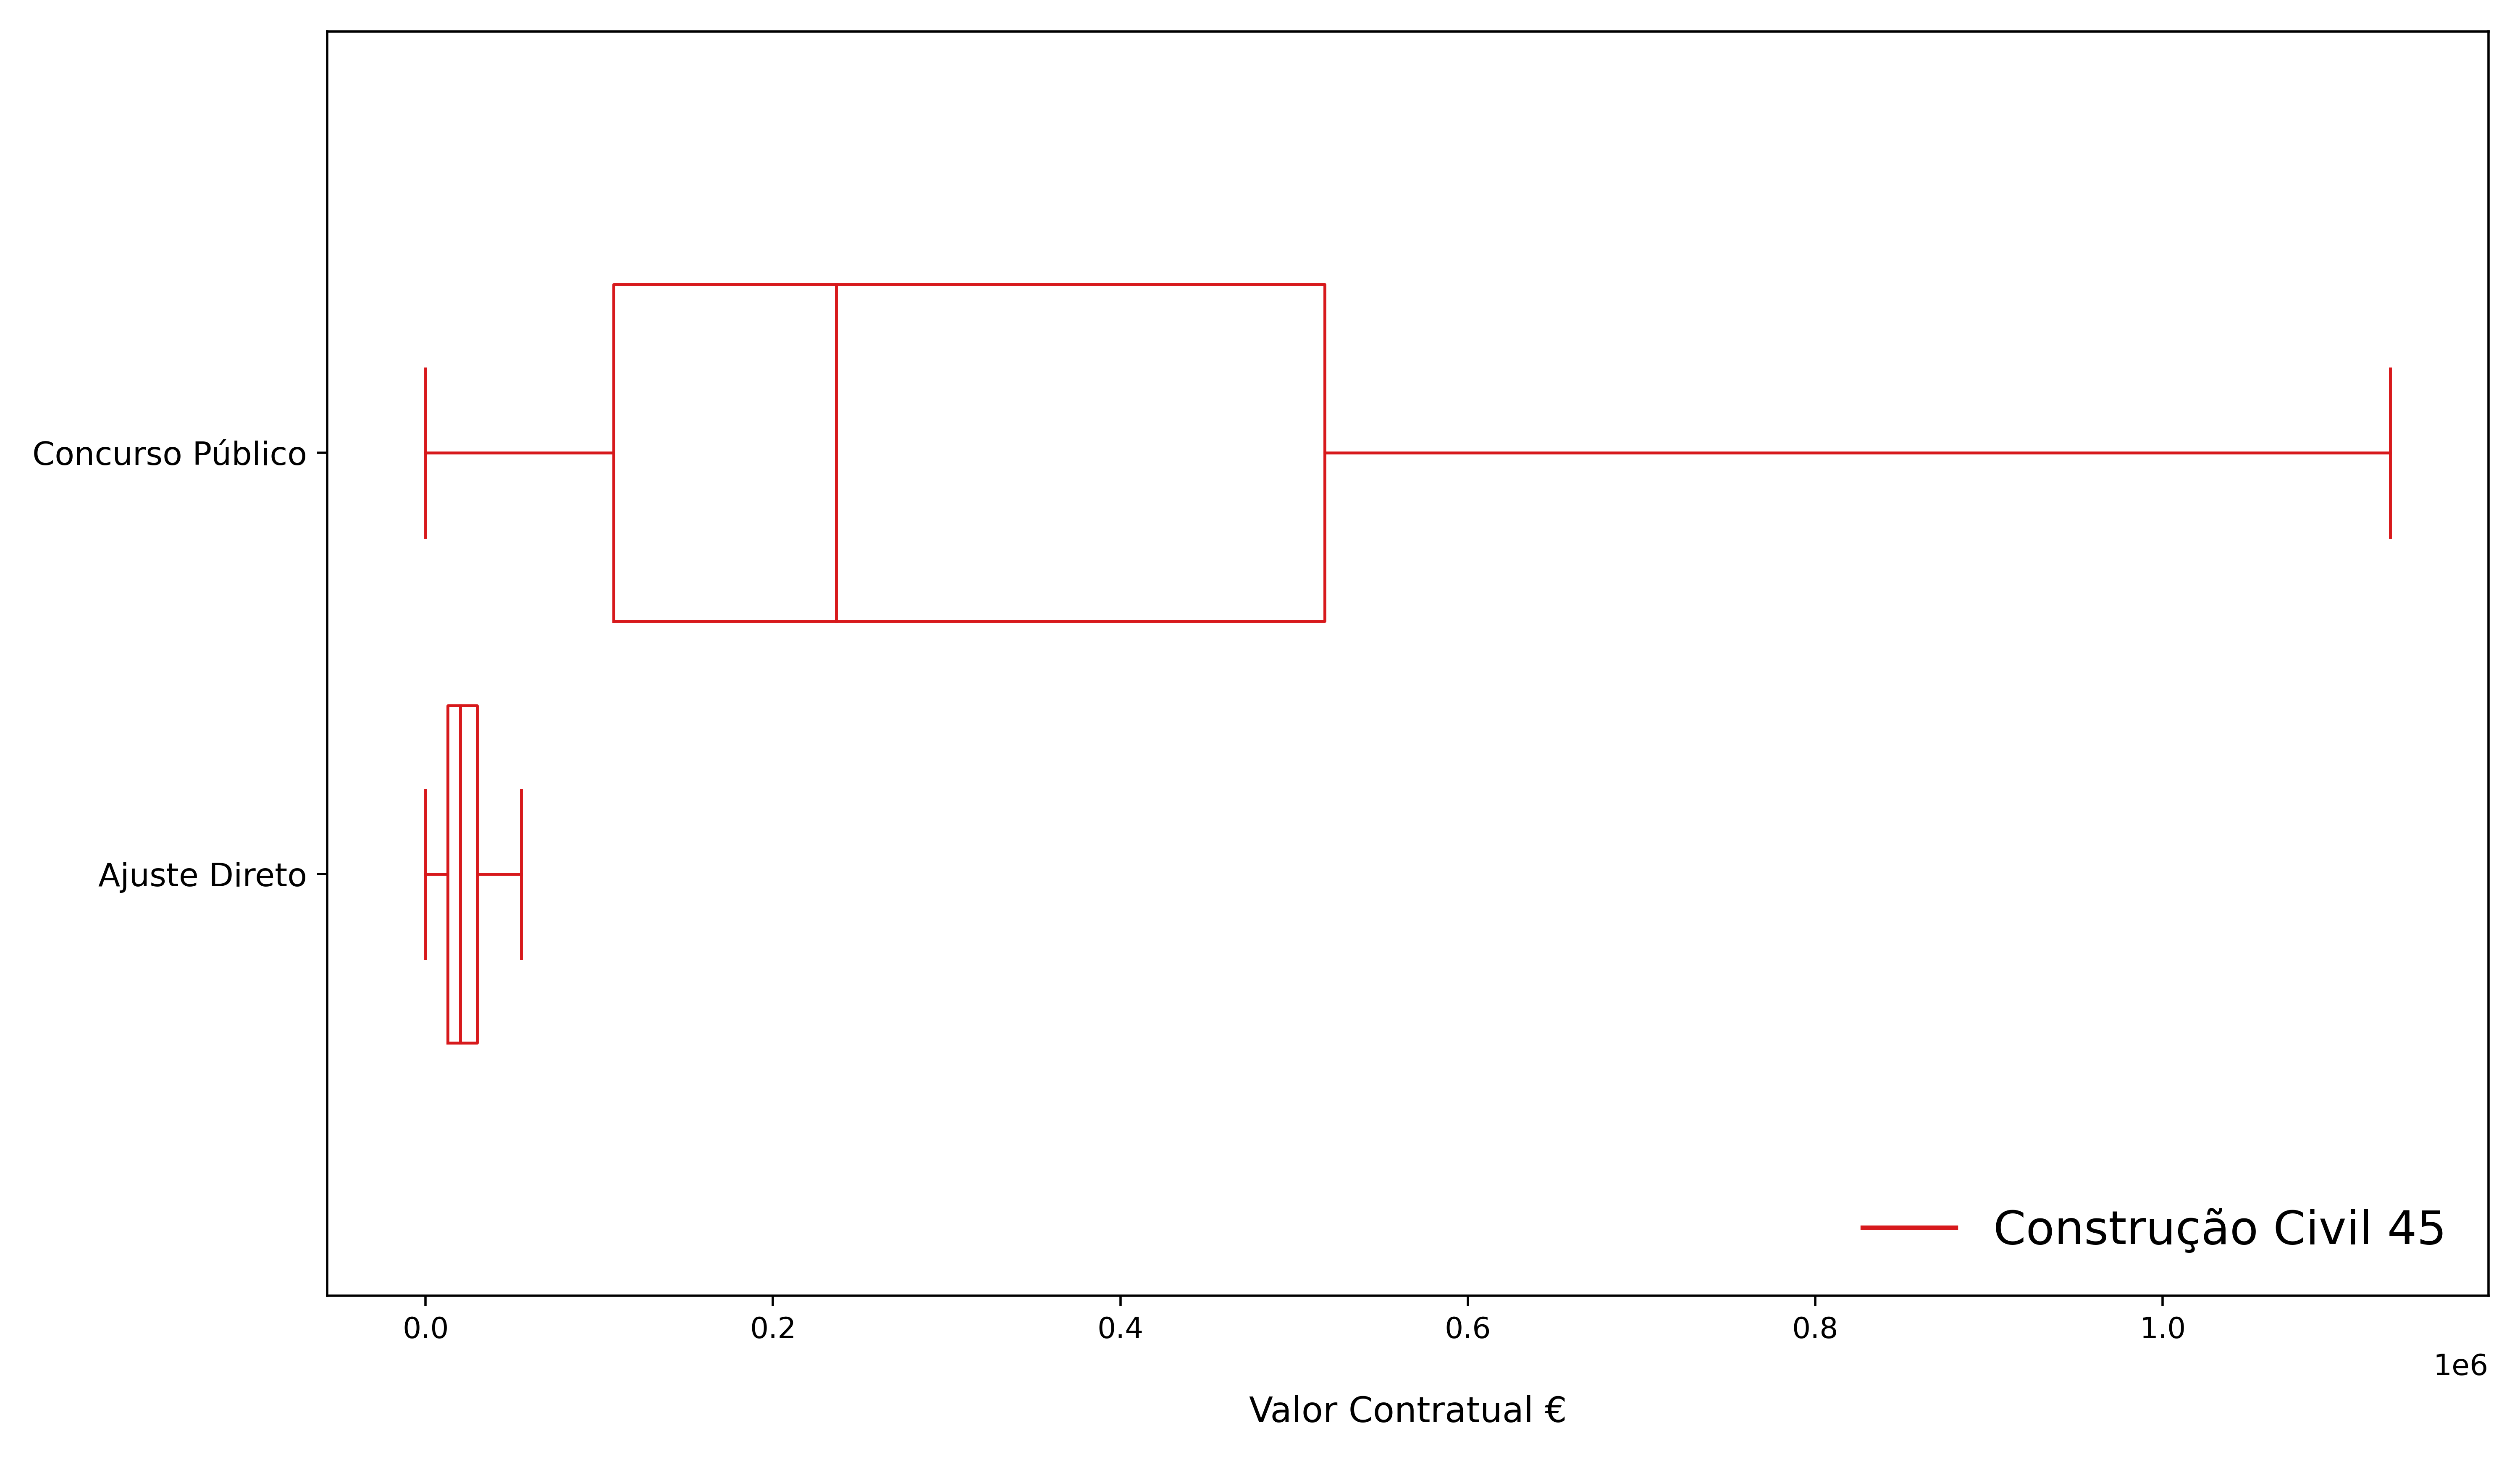 Concurso Público
Ajuste Direto
Construção Civil 45
0.0 0.2 0.4 0.6 0.8 1.0
1e6
Valor Contratual €